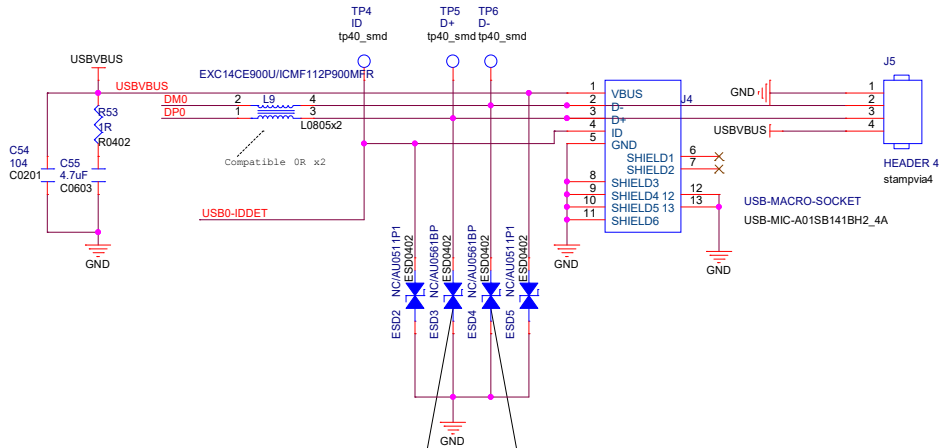 TP4
ID
tp40_smd
TP5
D+
tp40_smd
TP6
D-
tp40_smd
USBVBUS
EXC14CE900U/ICMF112P900MFR
USBVBUS
DM0
2
L9
4
DP0
1
3
L0805x2
Compatible 0R x2
R53
1R
R0402
C54
104
C0201
C55
4.7uF
C0603
GND
USB0-IDDET
ESD2
NC/AU0511P1
ESD0402
ESD3
NC/AU0561BP
ESD0402
ESD4
NC/AU0561BP
ESD0402
ESD5
NC/AU0511P1
ESD0402
GND
J4
1
VBUS
2
D-
3
D+
4
ID
5
GND
SHIELD1
6
SHIELD2
7
8
SHIELD3
9
SHIELD4
12
10
SHIELD5
13
11
SHIELD6
12
13
GND
GND
USB-MACRO-SOCKET
USB-MIC-A01SB141BH2_4A
J5
GND
1
2
3
USBVBUS
4
HEADER 4
stampvia4